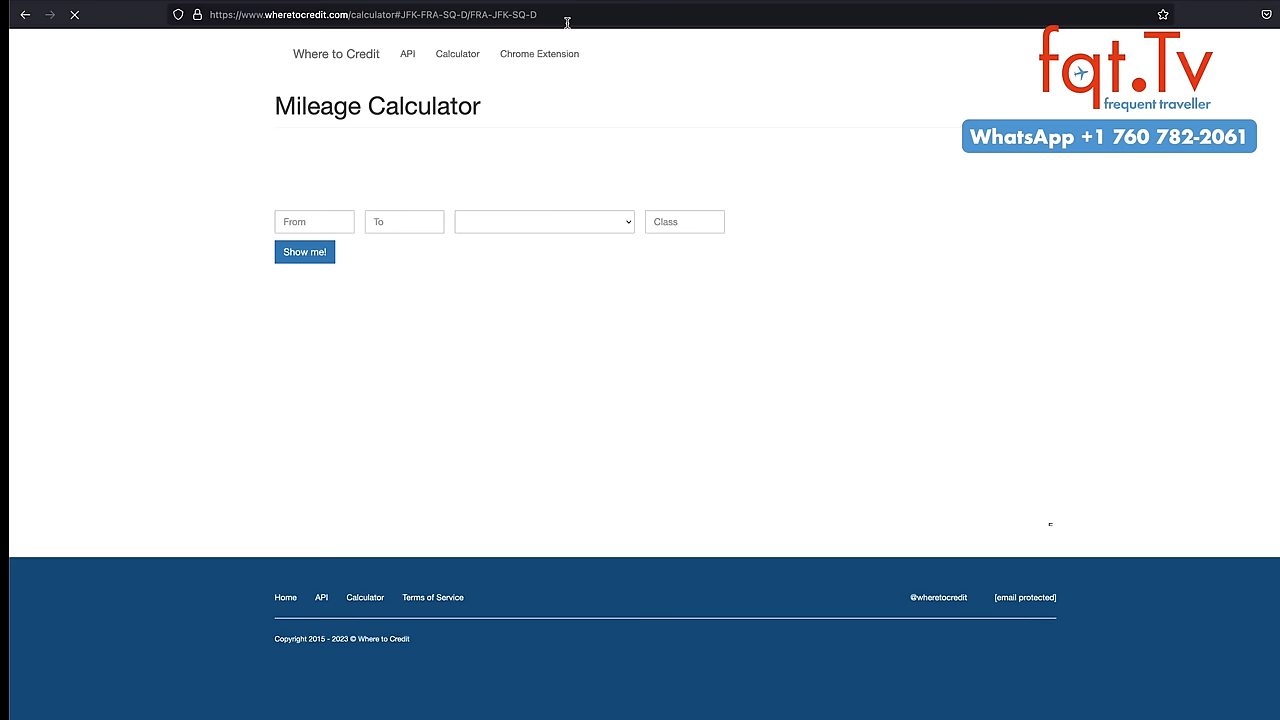 https://www.wheretocredit.com/calculator#JFK-FRA-SQ-D/FRA-JFK-SQ-D
fqt.Tv
frequent traveller
WhatsApp +1 760 782-2061
Where to Credit API Calculator Chrome Extension
Mileage Calculator
From To Class
Show me!
Home API Calculator Terms of Service @wheretocredit [email protected]
Copyright 2015 - 2023 © Where to Credit